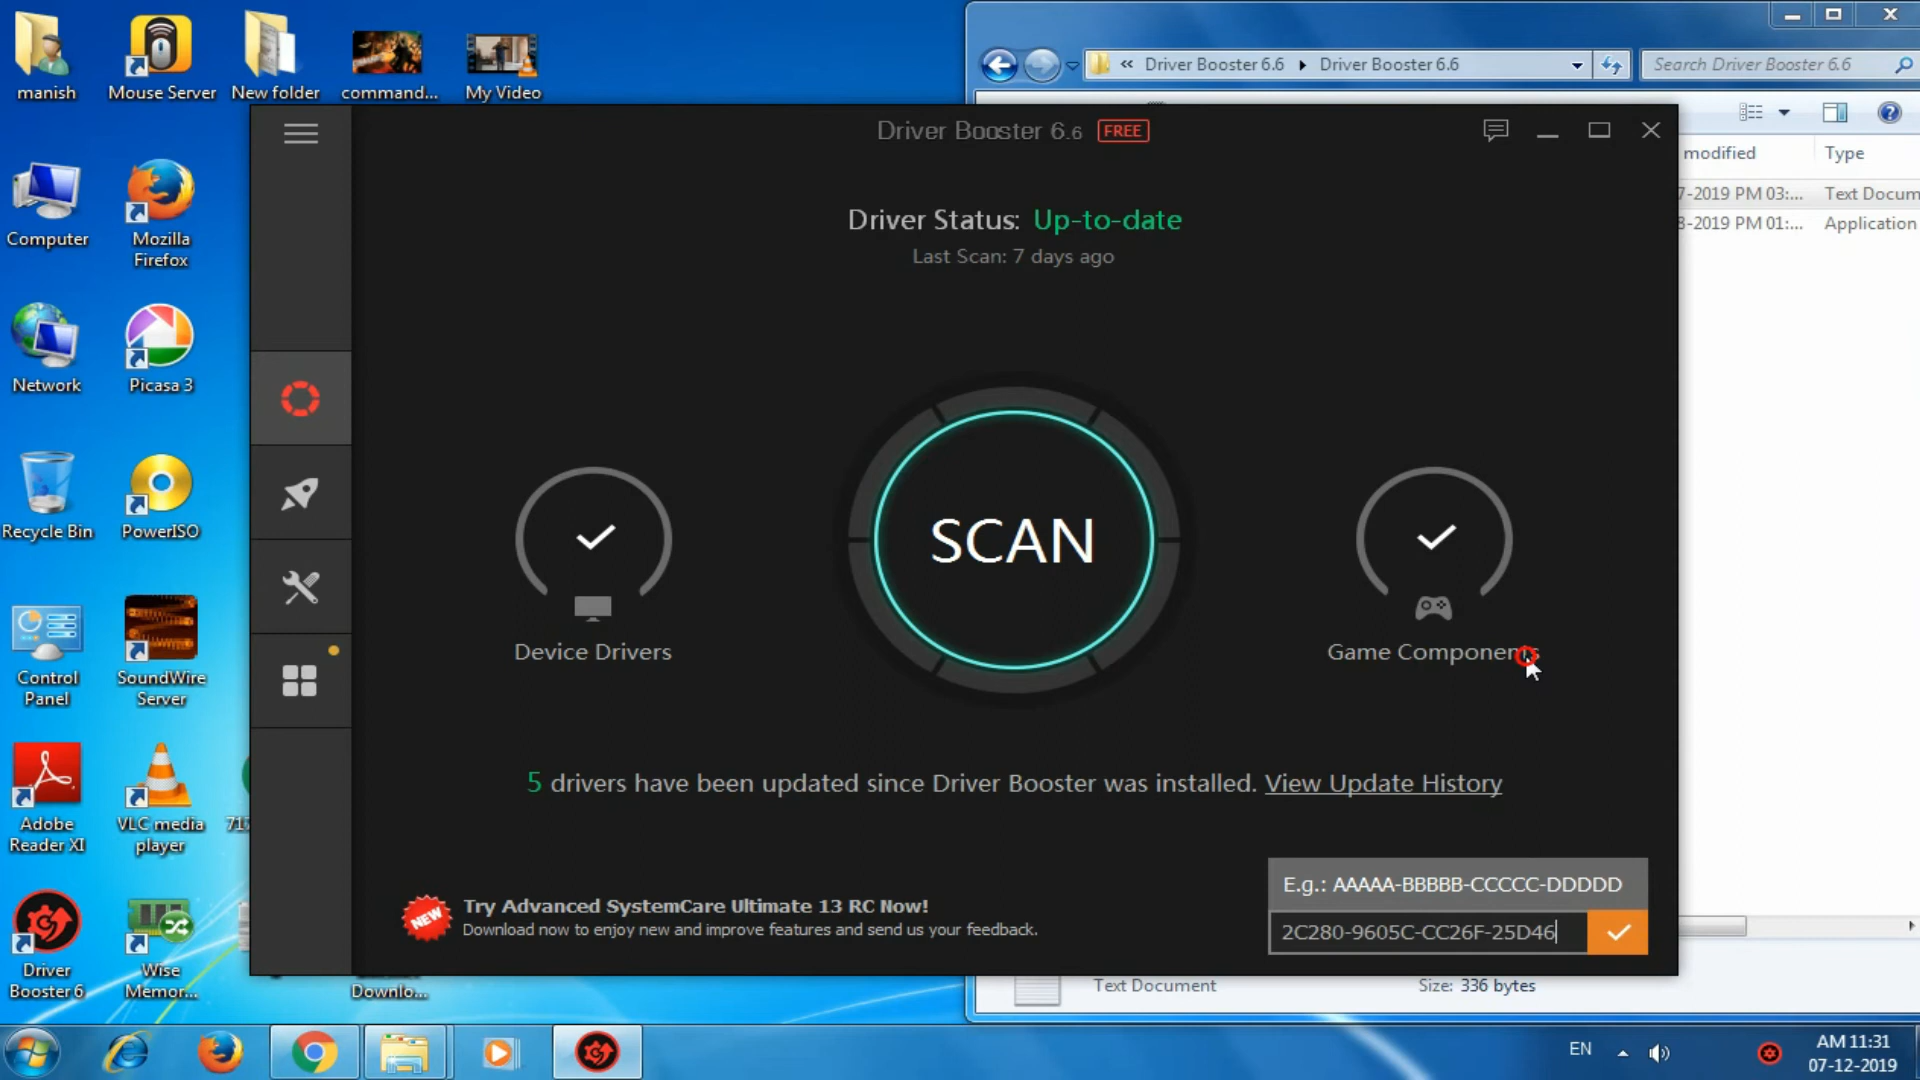 manish
Mouse Server
New folder
command...
My Video
Computer
Mozilla
Firefox
Network
Picasa 3
Recycle Bin
PowerISO
Control
Panel
SoundWire
Server
Adobe
Reader XI
VLC media
player
Driver
Booster 6
Wise
Memor...
Downlo...
« Driver Booster 6.6 ▸ Driver Booster 6.6
Search Driver Booster 6.6
modified
Type
7-2019 PM 03:...
Text Docum
8-2019 PM 01:...
Application
Driver Booster 6.6 FREE
Driver Status: Up-to-date
Last Scan: 7 days ago
SCAN
Device Drivers
Game Components
5 drivers have been updated since Driver Booster was installed. View Update History
NEW
Try Advanced SystemCare Ultimate 13 RC Now!
Download now to enjoy new and improve features and send us your feedback.
E.g.: AAAAA-BBBBB-CCCCC-DDDDD
2C280-9605C-CC26F-25D46
Text Document
Size: 336 bytes
EN
AM 11:31
07-12-2019